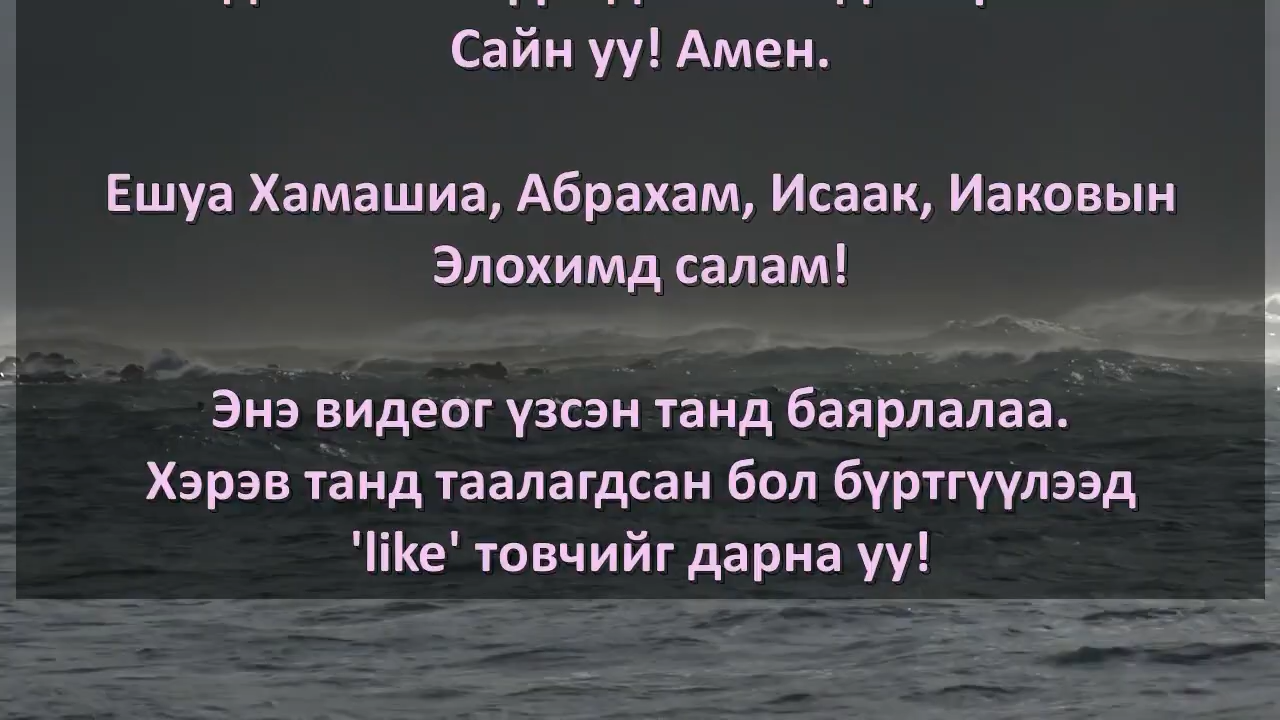 Сайн уу! Амен.
Ешуа Хамашиа, Абрахам, Исаак, Иаковын
Элохимд салам!
Энэ видеог үзсэн танд баярлалаа.
Хэрэв танд таалагдсан бол бүртгүүлээд
'like' товчийг дарна уу!